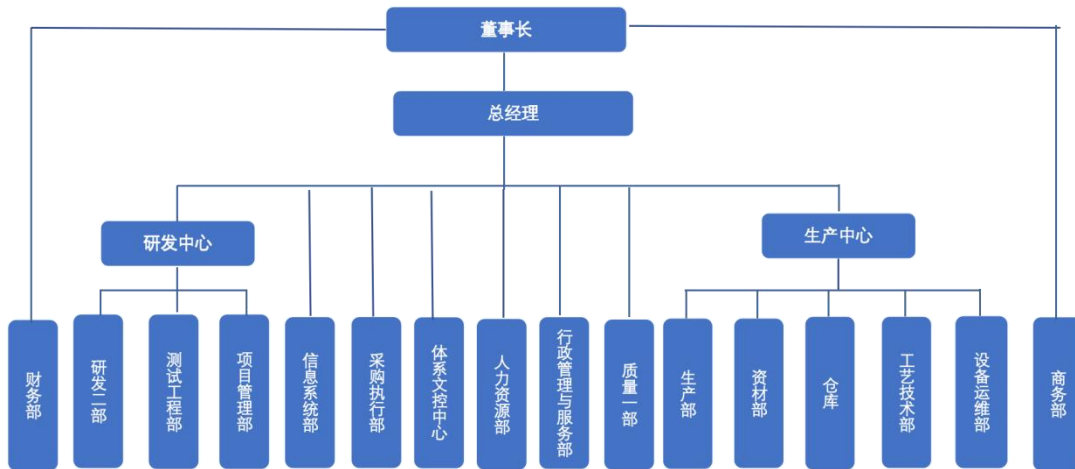 董事长
总经理
研发中心
生产中心
财务部
研发二部
测试工程部
项目管理部
信息系统部
采购执行部
体系文控中心
人力资源部
行政管理与服务部
质量一部
生产部
资材部
仓库
工艺技术部
设备运维部
商务部